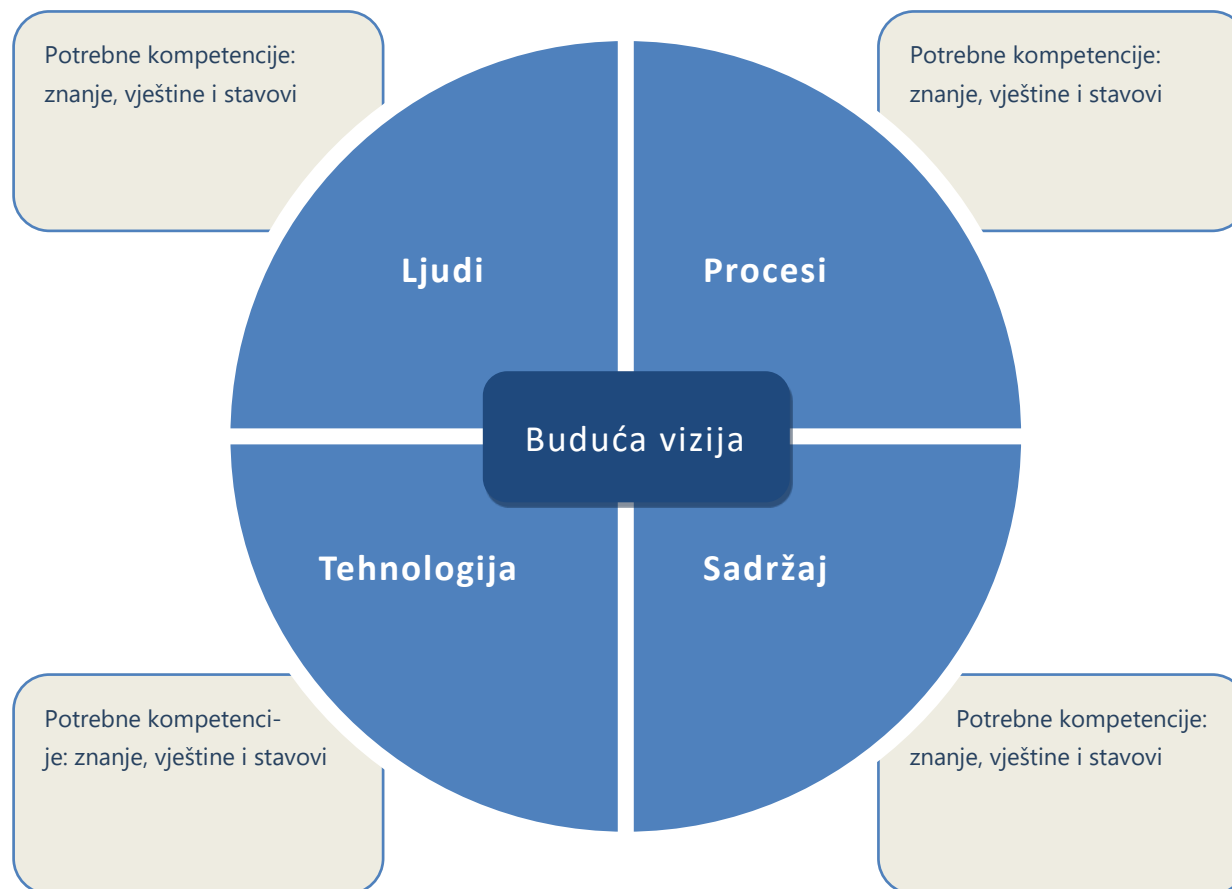 Potrebne kompetencije:
znanje, vještine i stavovi
Potrebne kompetencije:
znanje, vještine i stavovi
Ljudi
Procesi
Buduća vizija
Tehnologija
Sadržaj
Potrebne kompetenci-
je: znanje, vještine i stavovi
Potrebne kompetencije:
znanje, vještine i stavovi